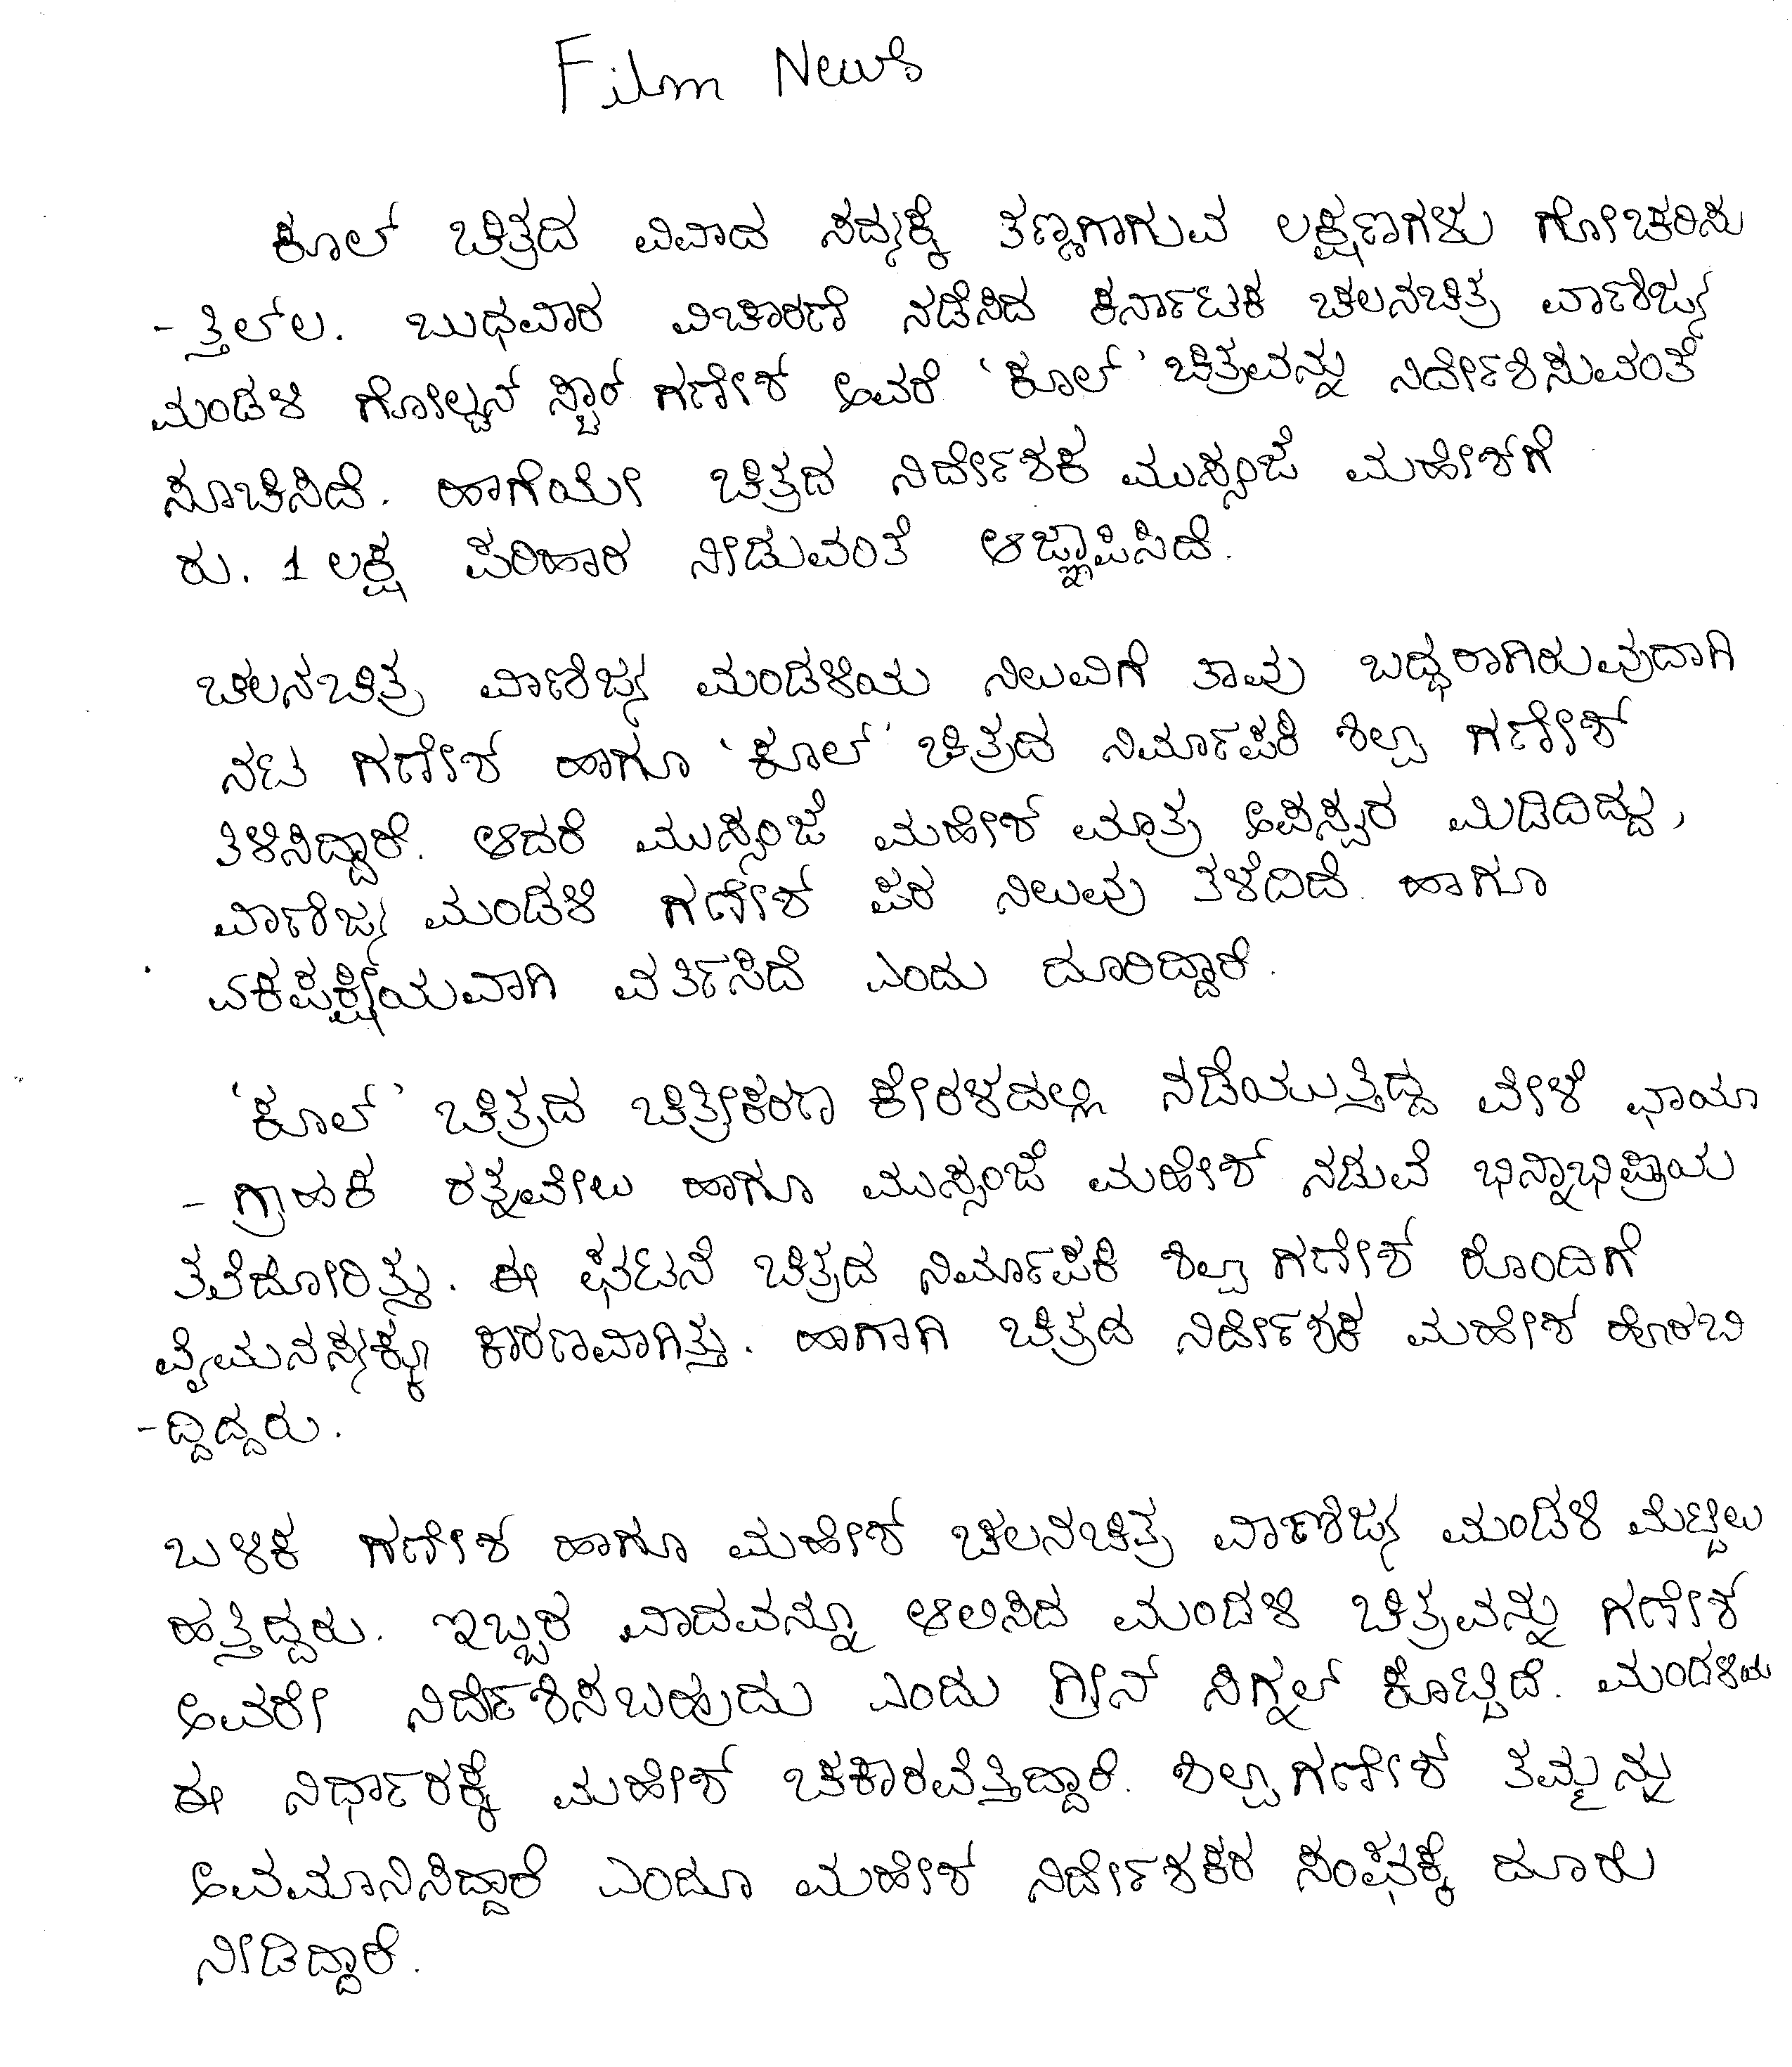 Film News
ಕೂಲ್ ಚಿತ್ರದ ವಿವಾದ ಸದ್ಯಕ್ಕೆ ತಣ್ಣಗಾಗುವ ಲಕ್ಷಣಗಳು ಗೋಚರಿಸು
- ತ್ತಿಲ್ಲ. ಬುಧವಾರ ವಿಚಾರಣೆ ನಡೆಸಿದ ಕರ್ನಾಟಕ ಚಲನಚಿತ್ರ ವಾಣಿಜ್ಯ
ಮಂಡಳಿ ಗೋಲ್ಡನ್ ಸ್ಟಾರ್ ಗಣೇಶ್ ಅವರೆ 'ಕೂಲ್' ಚಿತ್ರವನ್ನು ನಿರ್ದೇಶಿಸುವಂತೆ
ಸೂಚಿಸಿದೆ. ಹಾಗೆಯೇ ಚಿತ್ರದ ನಿರ್ದೇಶಕ ಮುಸ್ಸಂಜೆ ಮಹೇಶ್‌ಗೆ
ರು. 1 ಲಕ್ಷ ಪರಿಹಾರ ನೀಡುವಂತೆ ಆಜ್ಞಾಪಿಸಿದೆ.
ಚಲನಚಿತ್ರ ವಾಣಿಜ್ಯ ಮಂಡಳಿಯ ನಿಲುವಿಗೆ ತಾವು ಬದ್ಧರಾಗಿರುವುದಾಗಿ
ನಟ ಗಣೇಶ್ ಹಾಗೂ 'ಕೂಲ್' ಚಿತ್ರದ ನಿರ್ಮಾಪಕಿ ಶಿಲ್ಪಾ ಗಣೇಶ್
ತಿಳಿಸಿದ್ದಾರೆ. ಆದರೆ ಮುಸ್ಸಂಜೆ ಮಹೇಶ್ ಮಾತ್ರ ಅಪಸ್ವರ ಮಿಡಿದಿದ್ದು,
ವಾಣಿಜ್ಯ ಮಂಡಳಿ ಗಣೇಶ್ ಪರ ನಿಲುವು ತಳೆದಿದೆ. ಹಾಗೂ
ಏಕಪಕ್ಷೀಯವಾಗಿ ವರ್ತಿಸಿದೆ ಎಂದು ದೂರಿದ್ದಾರೆ.
'ಕೂಲ್' ಚಿತ್ರದ ಚಿತ್ರೀಕರಣ ಕೇರಳದಲ್ಲಿ ನಡೆಯುತ್ತಿದ್ದ ವೇಳೆ ಛಾಯಾ
- ಗ್ರಾಹಕ ರತ್ನವೇಲು ಹಾಗೂ ಮುಸ್ಸಂಜೆ ಮಹೇಶ್ ನಡುವೆ ಭಿನ್ನಾಭಿಪ್ರಾಯ
ತಲೆದೋರಿತ್ತು. ಈ ಘಟನೆ ಚಿತ್ರದ ನಿರ್ಮಾಪಕಿ ಶಿಲ್ಪಾ ಗಣೇಶ್ ರೊಂದಿಗೆ
ವೈಮನಸ್ಯಕ್ಕೂ ಕಾರಣವಾಗಿತ್ತು. ಹಾಗಾಗಿ ಚಿತ್ರದ ನಿರ್ದೇಶಕ ಮಹೇಶ ಹೊರಬಿ
- ದ್ದಿದ್ದರು.
ಬಳಿಕ ಗಣೇಶ ಹಾಗೂ ಮಹೇಶ್ ಚಲನಚಿತ್ರ ವಾಣಿಜ್ಯ ಮಂಡಳಿ ಮೆಟ್ಟಿಲು
ಹತ್ತಿದ್ದರು. ಇಬ್ಬರ ವಾದವನ್ನೂ ಆಲಿಸಿದ ಮಂಡಳಿ ಚಿತ್ರವನ್ನು ಗಣೇಶ
ಅವರೇ ನಿರ್ದೇಶಿಸಬಹುದು ಎಂದು ಗ್ರೀನ್ ಸಿಗ್ನಲ್ ಕೊಟ್ಟಿದೆ. ಮಂಡಳಿಯ
ಈ ನಿರ್ಧಾರಕ್ಕೆ ಮಹೇಶ್ ಚಕಾರವೆತ್ತಿದ್ದಾರೆ. ಶಿಲ್ಪಾ ಗಣೇಶ್ ತಮ್ಮನ್ನು
ಅವಮಾನಿಸಿದ್ದಾರೆ ಎಂದೂ ಮಹೇಶ್ ನಿರ್ದೇಶಕರ ಸಂಘಕ್ಕೆ ದೂರು
ನೀಡಿದ್ದಾರೆ.